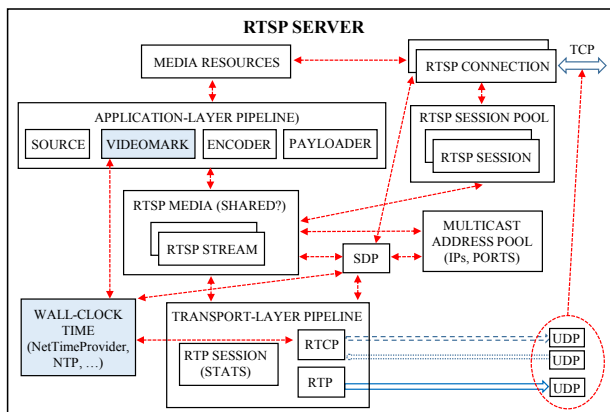 RTSP SERVER
TCP
MEDIA RESOURCES
RTSP CONNECTION
APPLICATION-LAYER PIPELINE)
SOURCE
VIDEOMARK
ENCODER
PAYLOADER
RTSP SESSION POOL
RTSP SESSION
RTSP MEDIA (SHARED?)
RTSP STREAM
SDP
MULTICAST
ADDRESS POOL
(IPs, PORTS)
WALL-CLOCK
TIME
(NetTimeProvider,
NTP, …)
TRANSPORT-LAYER PIPELINE
RTP SESSION
(STATS)
RTCP
RTP
UDP
UDP
UDP